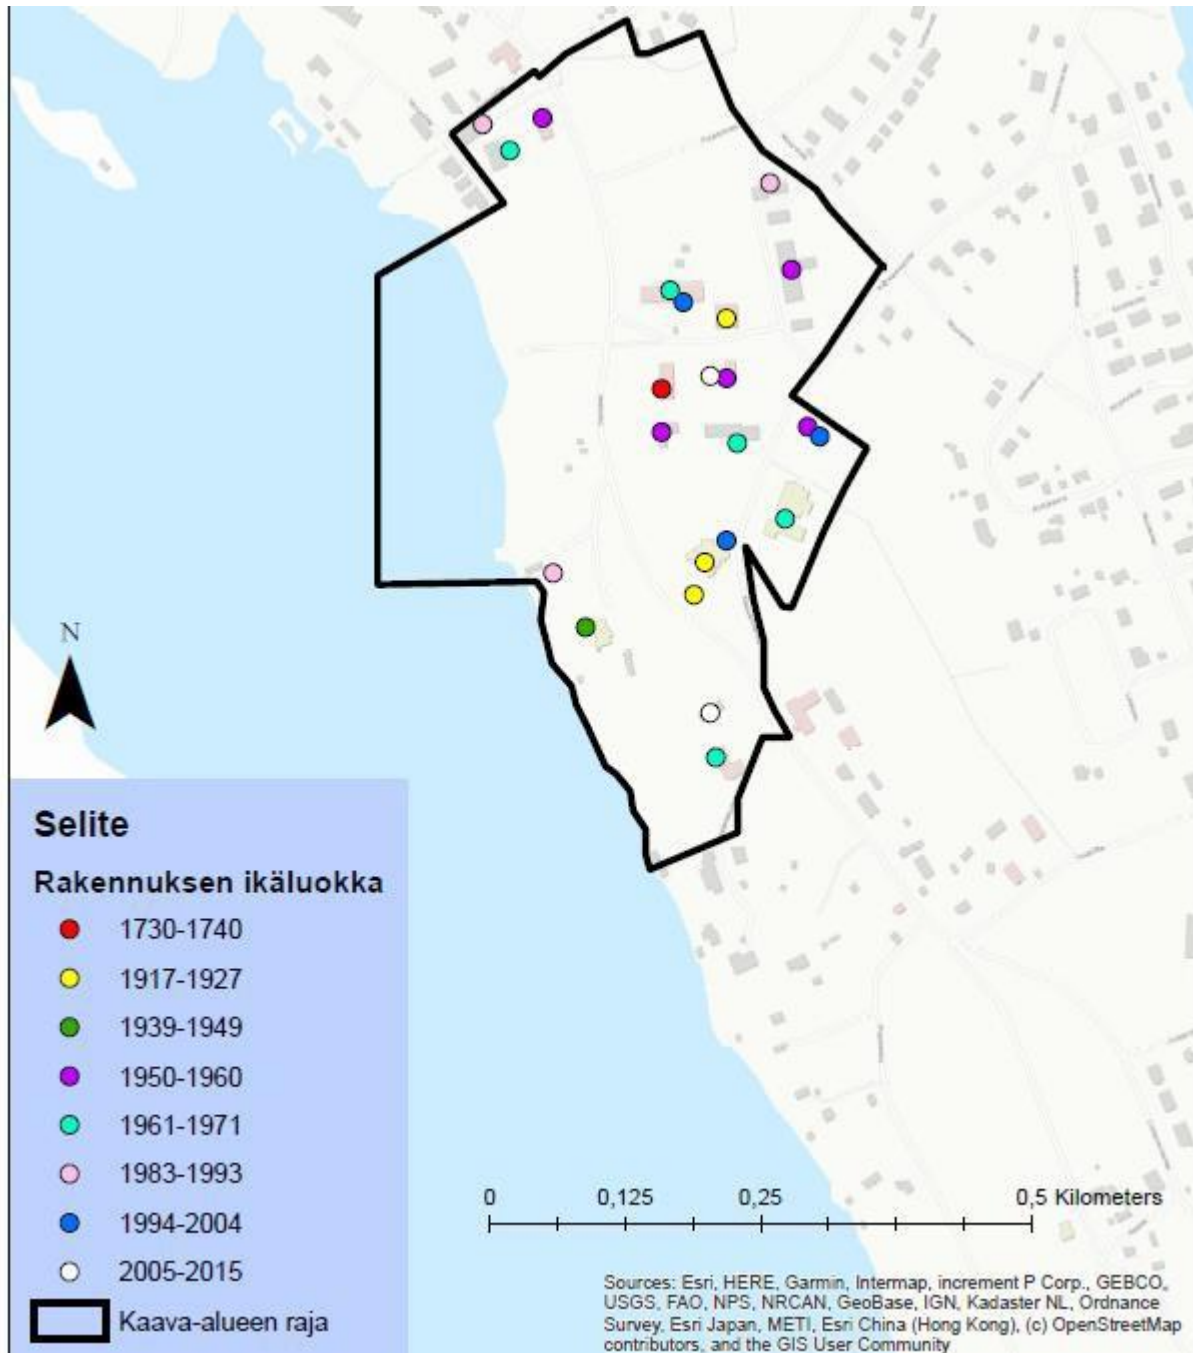 N
Selite
Rakennuksen ikäluokka
1730-1740
1917-1927
1939-1949
1950-1960
1961-1971
1983-1993
1994-2004
2005-2015
Kaava-alueen raja
0 0,125 0,25 0,5 Kilometers
Sources: Esri, HERE, Garmin, Intermap, increment P Corp., GEBCO,
USGS, FAO, NPS, NRCAN, GeoBase, IGN, Kadaster NL, Ordnance
Survey, Esri Japan, METI, Esri China (Hong Kong), (c) OpenStreetMap
contributors, and the GIS User Community